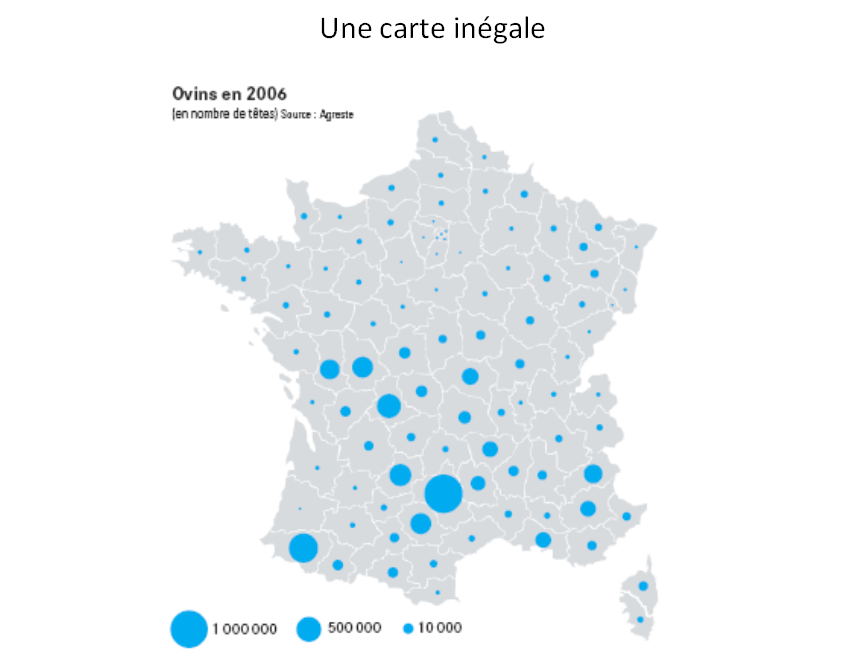 Une carte inégale
Ovins en 2006
(en nombre de têtes) Source : Agreste
1 000 000 500 000 10 000